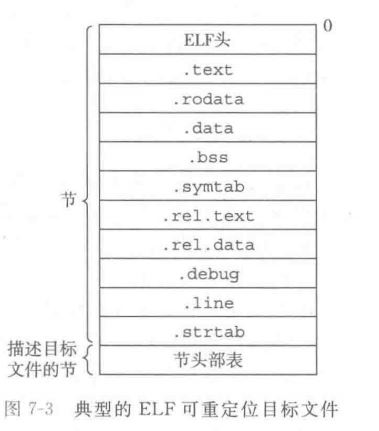 0
ELF头
.text
.rodata
.data
.bss
.symtab
节
.rel.text
.rel.data
.debug
.line
.strtab
描述目标
文件的节
节头部表
图 7-3 典型的 ELF 可重定位目标文件